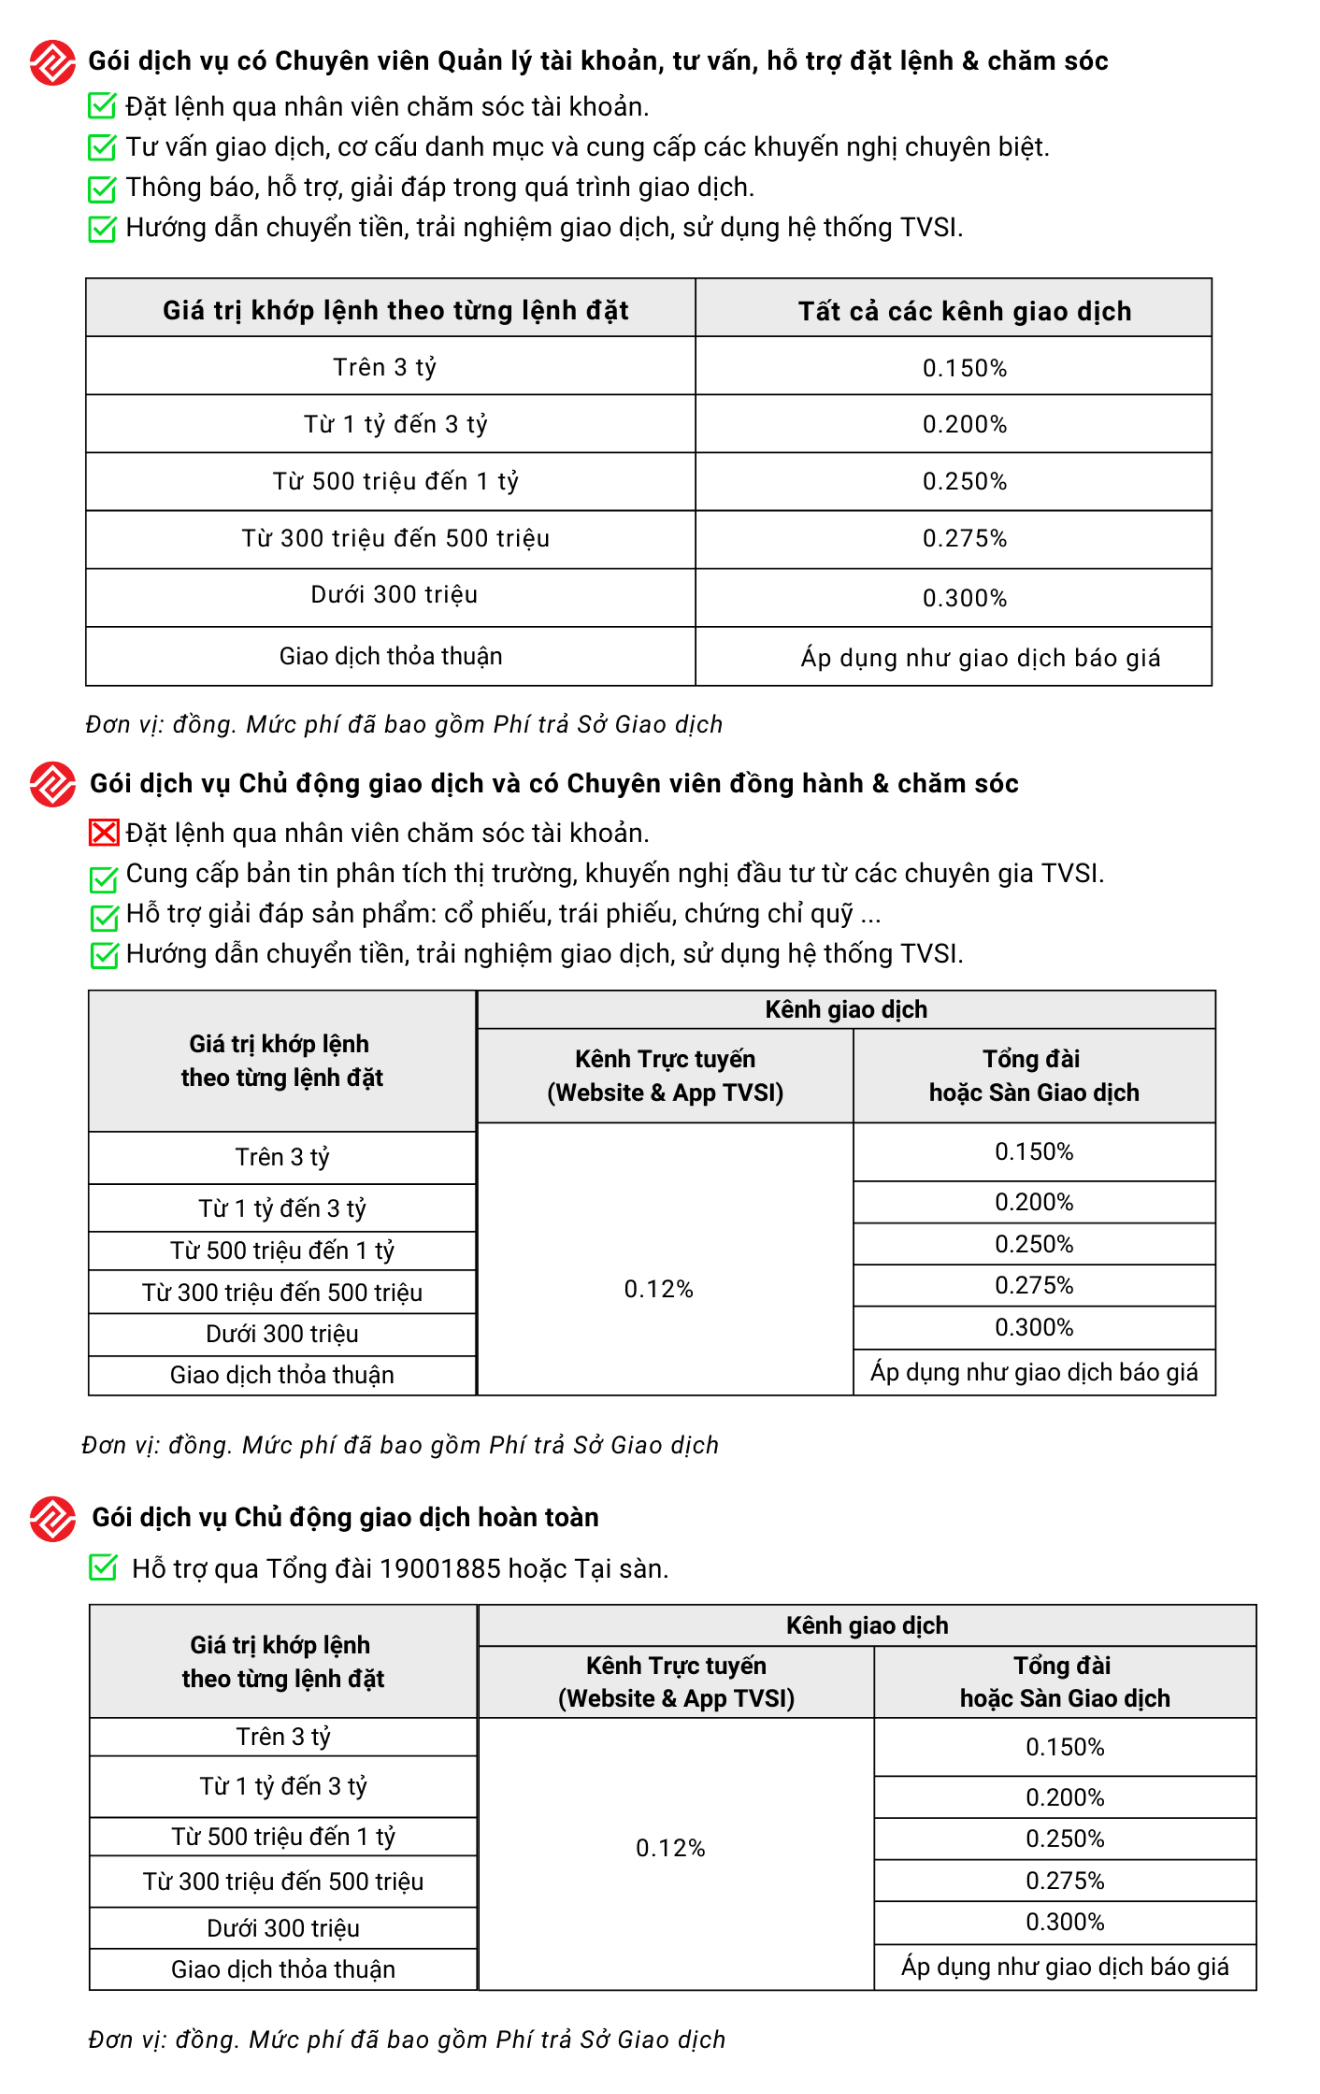 Gói dịch vụ có Chuyên viên Quản lý tài khoản, tư vấn, hỗ trợ đặt lệnh & chăm sóc
Đặt lệnh qua nhân viên chăm sóc tài khoản.
Tư vấn giao dịch, cơ cấu danh mục và cung cấp các khuyến nghị chuyên biệt.
Thông báo, hỗ trợ, giải đáp trong quá trình giao dịch.
Hướng dẫn chuyển tiền, trải nghiệm giao dịch, sử dụng hệ thống TVSI.
Giá trị khớp lệnh theo từng lệnh đặt Tất cả các kênh giao dịch
Trên 3 tỷ 0.150%
Từ 1 tỷ đến 3 tỷ 0.200%
Từ 500 triệu đến 1 tỷ 0.250%
Từ 300 triệu đến 500 triệu 0.275%
Dưới 300 triệu 0.300%
Giao dịch thỏa thuận Áp dụng như giao dịch báo giá
Đơn vị: đồng. Mức phí đã bao gồm Phí trả Sở Giao dịch
Gói dịch vụ Chủ động giao dịch và có Chuyên viên đồng hành & chăm sóc
Đặt lệnh qua nhân viên chăm sóc tài khoản.
Cung cấp bản tin phân tích thị trường, khuyến nghị đầu tư từ các chuyên gia TVSI.
Hỗ trợ giải đáp sản phẩm: cổ phiếu, trái phiếu, chứng chỉ quỹ ...
Hướng dẫn chuyển tiền, trải nghiệm giao dịch, sử dụng hệ thống TVSI.
Kênh giao dịch
Giá trị khớp lệnh
theo từng lệnh đặt
Kênh Trực tuyến
(Website & App TVSI)
Tổng đài
hoặc Sàn Giao dịch
Trên 3 tỷ 0.150%
Từ 1 tỷ đến 3 tỷ 0.200%
Từ 500 triệu đến 1 tỷ 0.250%
Từ 300 triệu đến 500 triệu 0.12% 0.275%
Dưới 300 triệu 0.300%
Giao dịch thỏa thuận Áp dụng như giao dịch báo giá
Đơn vị: đồng. Mức phí đã bao gồm Phí trả Sở Giao dịch
Gói dịch vụ Chủ động giao dịch hoàn toàn
Hỗ trợ qua Tổng đài 19001885 hoặc Tại sàn.
Kênh giao dịch
Giá trị khớp lệnh
theo từng lệnh đặt
Kênh Trực tuyến
(Website & App TVSI)
Tổng đài
hoặc Sàn Giao dịch
Trên 3 tỷ 0.150%
Từ 1 tỷ đến 3 tỷ 0.200%
Từ 500 triệu đến 1 tỷ 0.12% 0.250%
Từ 300 triệu đến 500 triệu 0.275%
Dưới 300 triệu 0.300%
Giao dịch thỏa thuận Áp dụng như giao dịch báo giá
Đơn vị: đồng. Mức phí đã bao gồm Phí trả Sở Giao dịch